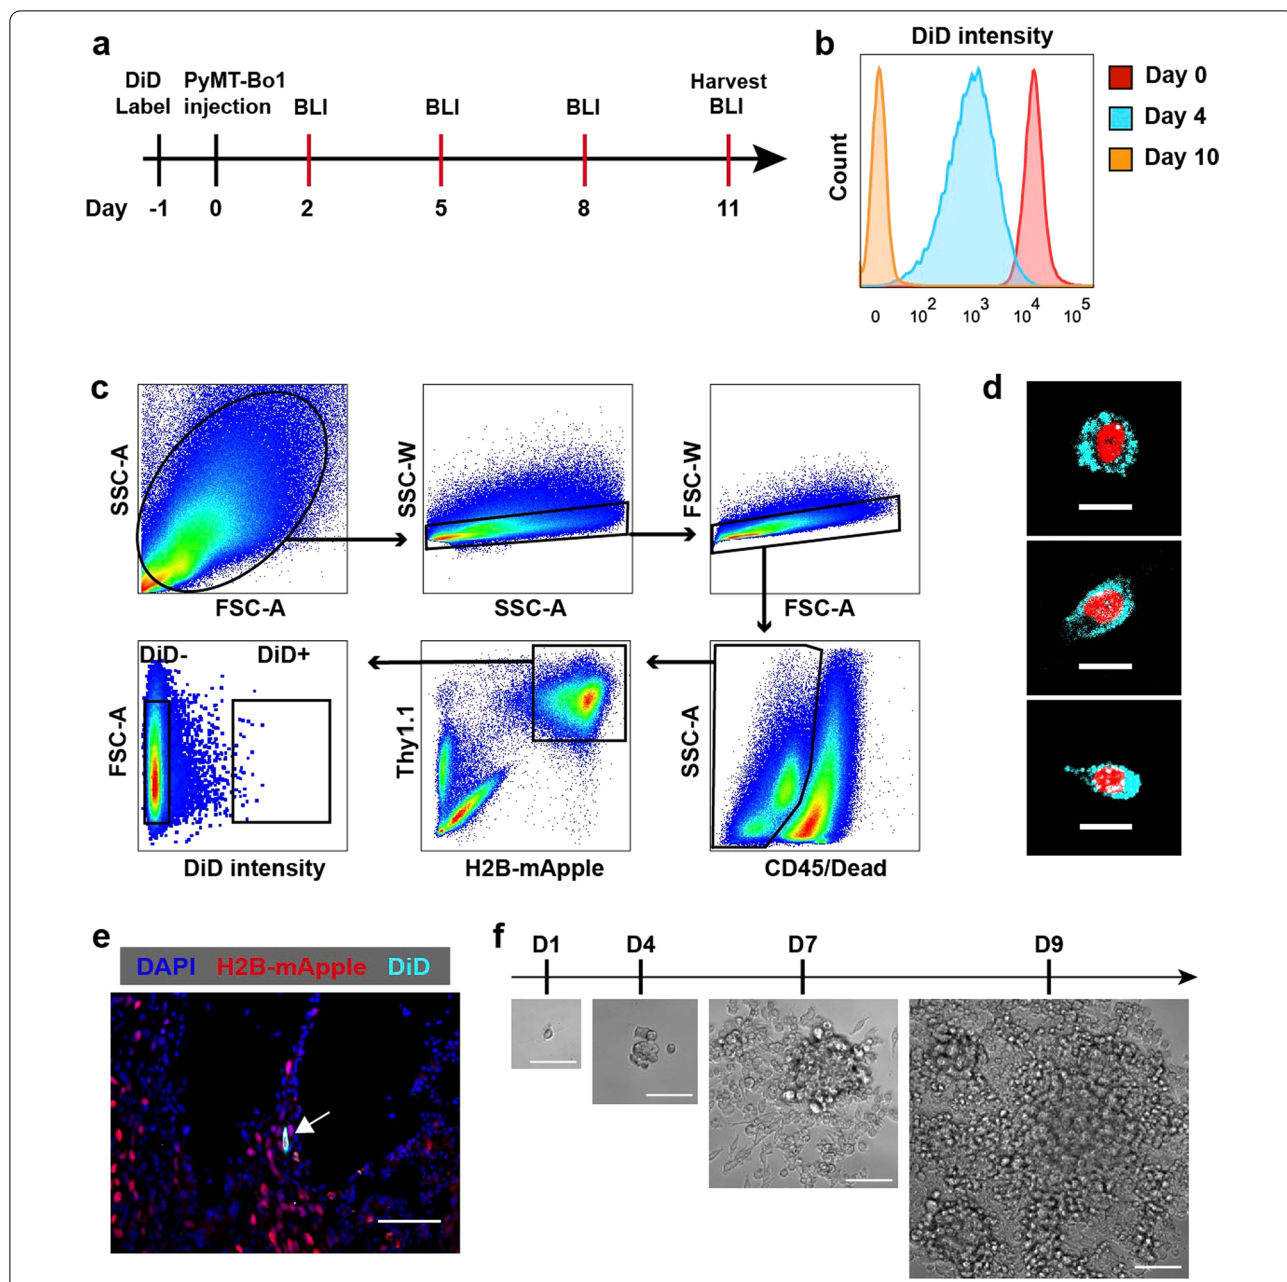 a
DiD Label
PyMT-Bo1 injection
BLI
BLI
BLI
Harvest BLI
Day -1 0 2 5 8 11
b
DiD intensity
Count
0 10^2 10^3 10^4 10^5
Day 0
Day 4
Day 10
c
SSC-A
FSC-A
SSC-W
SSC-A
FSC-W
FSC-A
DiD- DiD+
FSC-A
DiD intensity
Thy1.1
H2B-mApple
SSC-A
CD45/Dead
d
e
DAPI H2B-mApple DiD
f
D1 D4 D7 D9